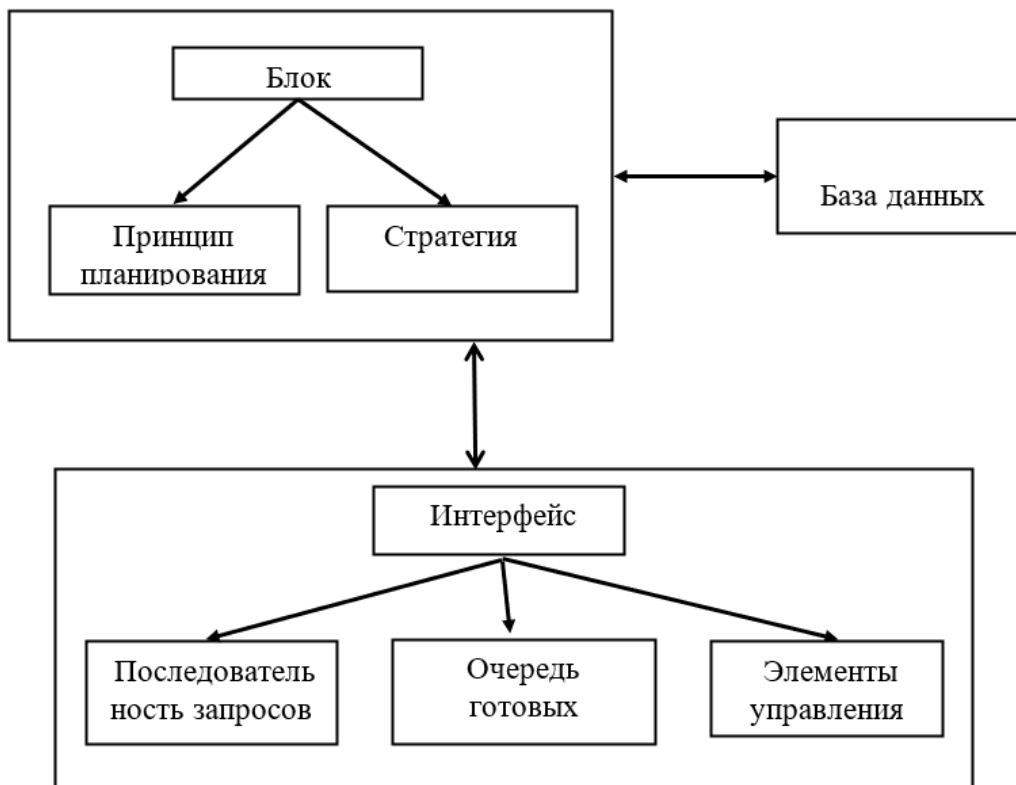 Блок
Принцип
планирования
Стратегия
База данных
Интерфейс
Последователь
ность запросов
Очередь
готовых
Элементы
управления